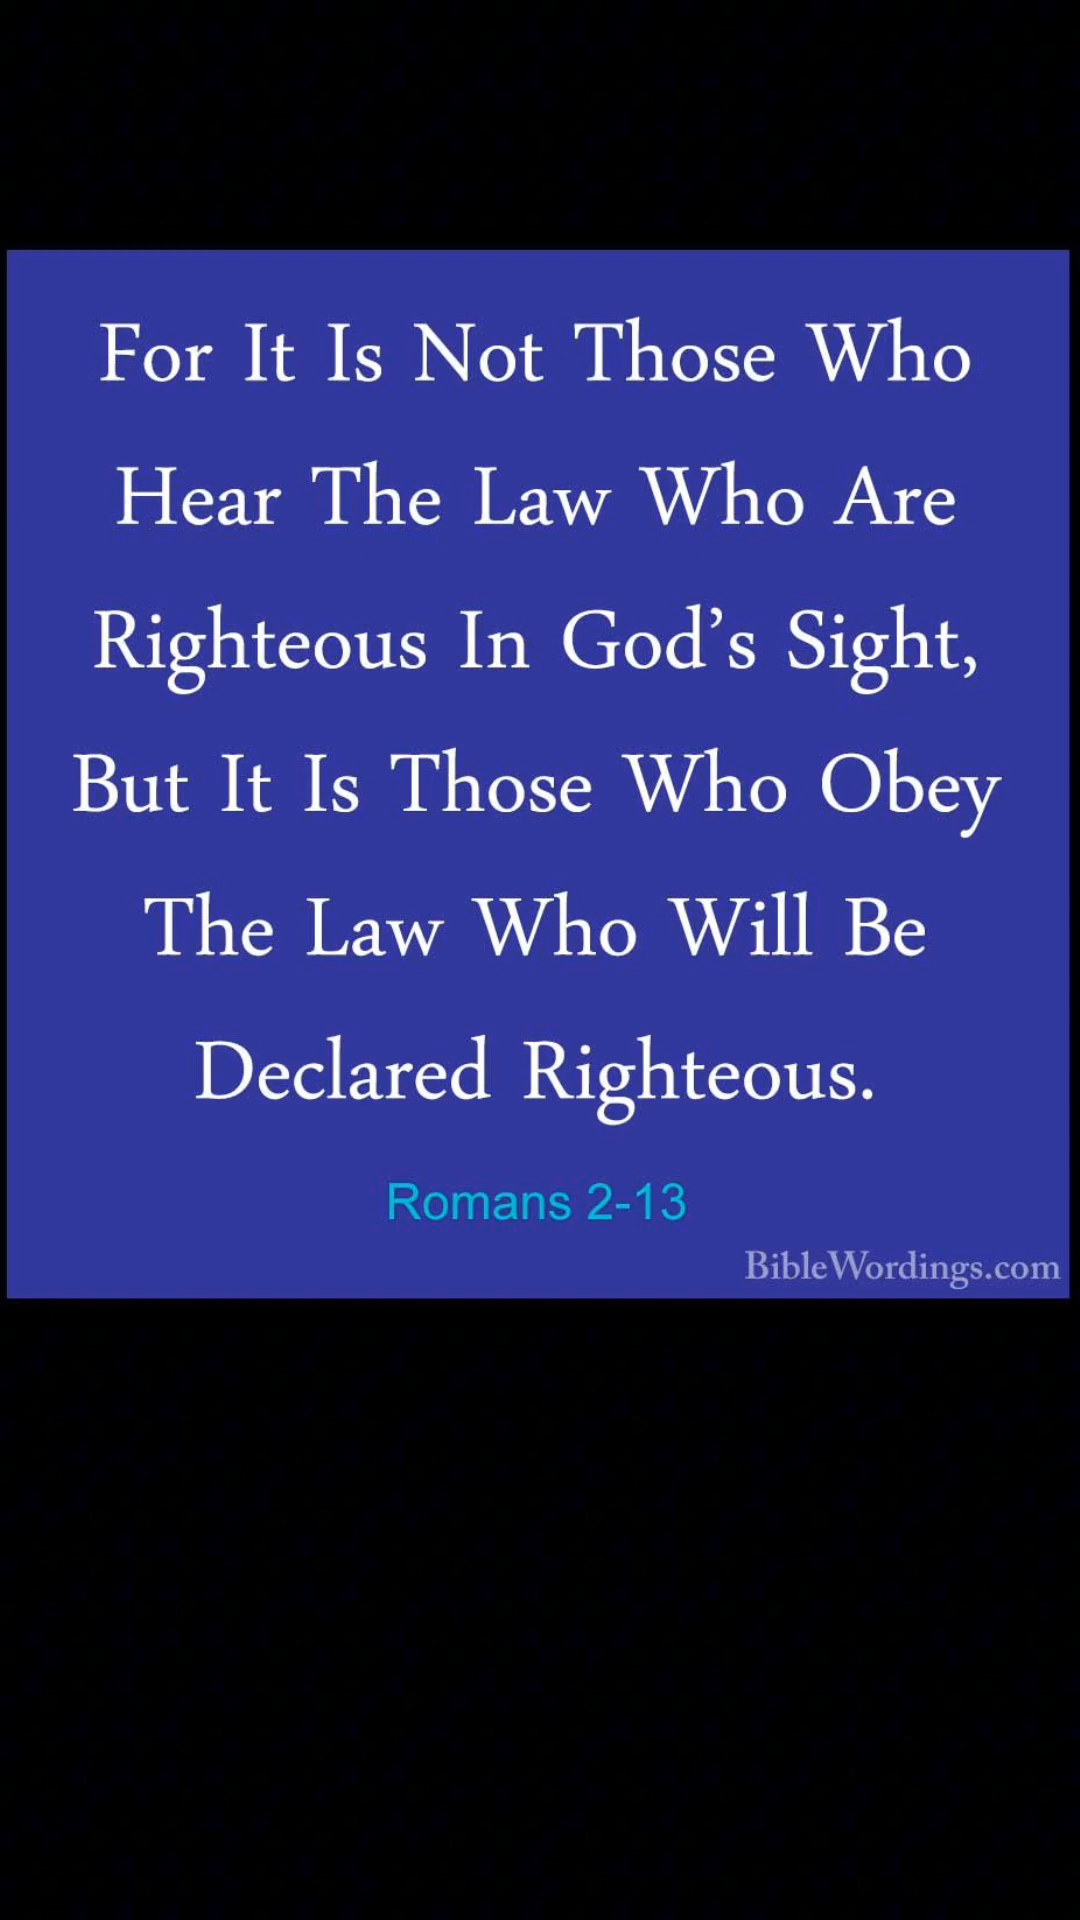 For It Is Not Those Who
Hear The Law Who Are
Righteous In God’s Sight,
But It Is Those Who Obey
The Law Who Will Be
Declared Righteous.
Romans 2-13
BibleWordings.com